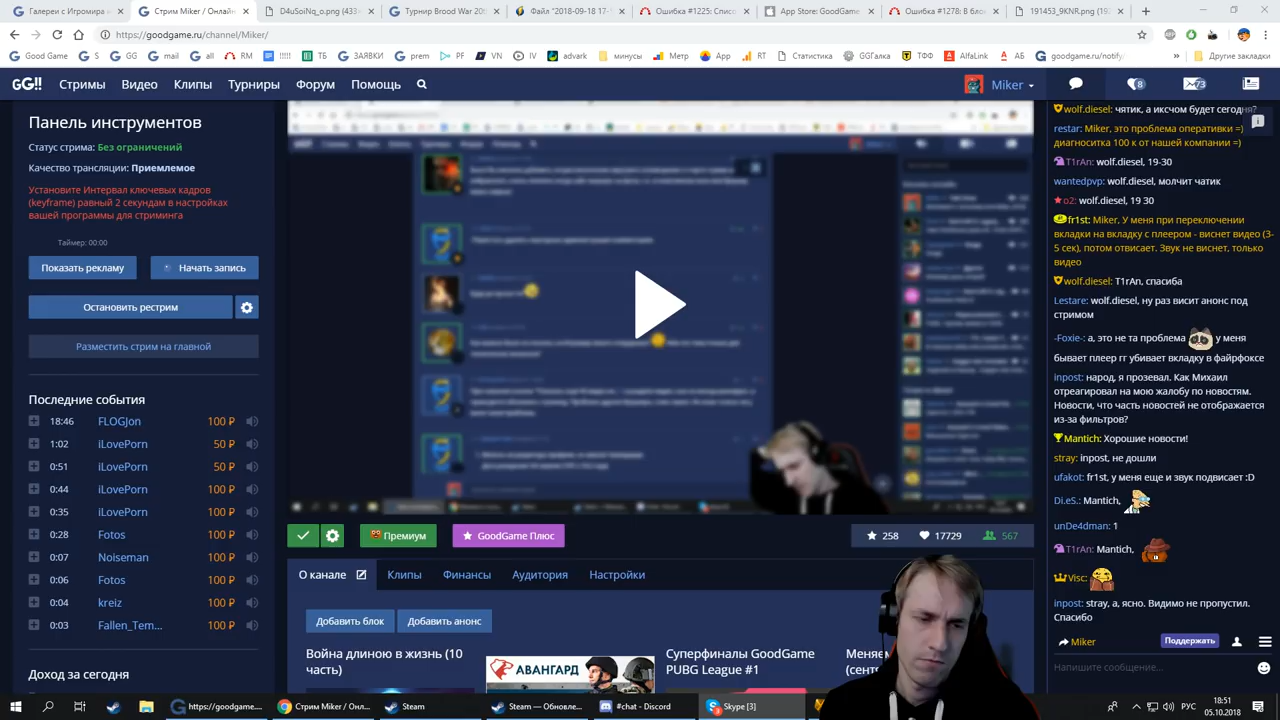 Галереи с Игромира и
Стрим Miker / Онлайн
D4uSoiNq_o (433
Турнир Brood War 20
Файл "2018-09-18 17-1
Ошибка #1225: Списо
App Store: GoodGame
Ошибка #1278: В блок
191453_9KNR.png (19
https://goodgame.ru/channel/Miker/
Good Game
G
GG
mail
all
RM!
ТБ
ЗАЯВКИ
prem
PF
VN
IV
advark
минусы
Метр
App
RT
Статистика
GGГалка
ТФФ
AlfaLink
АБ
goodgame.ru/notify
Другие закладки
GG!!
Стримы
Видео
Клипы
Турниры
Форум
Помощь
Miker
8
73
Панель инструментов
Статус стрима: Без ограничений
Качество трансляции: Приемлемое
Установите Интервал ключевых кадров
(keyframe) равный 2 секундам в настройках
вашей программы для стриминга
Таймер: 00:00
Показать рекламу
Начать запись
Остановить рестрим
Разместить стрим на главной
Последние события
18:46 FLOGJon 100 ₽
1:02 iLovePorn 50 ₽
0:51 iLovePorn 50 ₽
0:44 iLovePorn 100 ₽
0:35 iLovePorn 100 ₽
0:28 Fotos 100 ₽
0:07 Noiseman 100 ₽
0:06 Fotos 100 ₽
0:04 kreiz 100 ₽
0:03 Fallen_Tem... 100 ₽
Доход за сегодня
Премиум
GoodGame Плюс
258
17729
567
О канале
Клипы
Финансы
Аудитория
Настройки
Добавить блок
Добавить анонс
Война длиною в жизнь (10
часть)
АВАНГАРД
Суперфиналы GoodGame
PUBG League #1
Меняем
(сентя
wolf.diesel: чятик, а иксчом будет сегодня?
restar: Miker, это проблема оперативки =)
диагноситка 100 к от нашей компании =)
T1rAn: wolf.diesel, 19-30
wantedpvp: wolf.diesel, молчит чатик
o2: wolf.diesel, 19 30
fr1st: Miker, У меня при переключении
вкладки на вкладку с плеером - виснет видео (3-
5 сек), потом отвисает. Звук не виснет, только
видео
wolf.diesel: T1rAn, спасиба
Lestare: wolf.diesel, ну раз висит анонс под
стримом
-Foxie-: а, это не та проблема у меня
бывает плеер гг убивает вкладку в файрфоксе
inpost: народ, я прозевал. Как Михаил
отреагировал на мою жалобу по новостям.
Новости, что часть новостей не отображается
из-за фильтров?
Mantich: Хорошие новости!
stray: inpost, не дошли
ufakot: fr1st, у меня еще и звук подвисает :D
Di.eS.: Mantich,
unDe4dman: 1
T1rAn: Mantich,
Visc:
inpost: stray, а, ясно. Видимо не пропустил.
Спасибо
Miker
Поддержать
Напишите сообщение...
https://goodgame....
Стрим Miker / Онл...
Steam
Steam — Обновле...
#chat - Discord
Skype [3]
РУС
18:51
05.10.2018